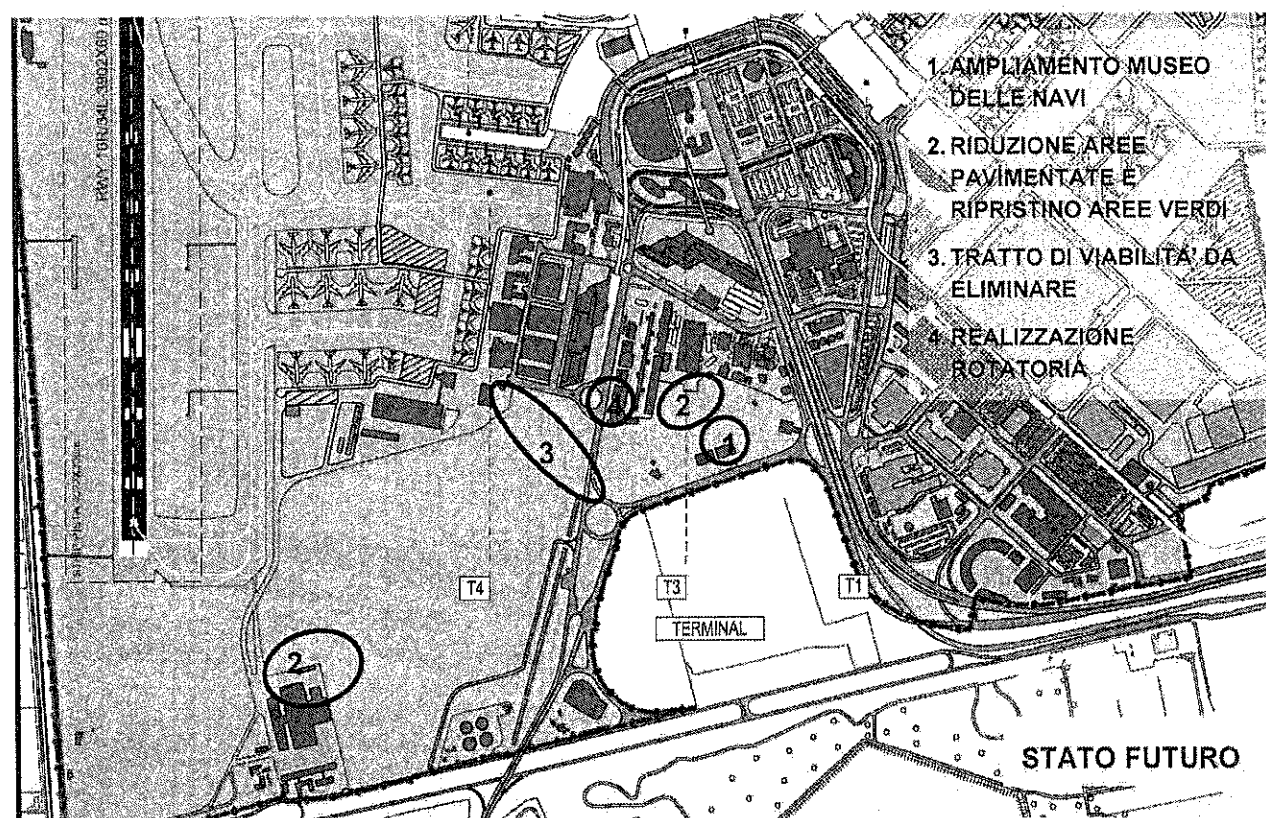 1. AMPLIAMENTO MUSEO
DELLE NAVI
2. RIDUZIONE AREE
PAVIMENTATE E
RIPRISTINO AREE VERDI
3. TRATTO DI VIABILITA' DA
ELIMINARE
4 REALIZZAZIONE
ROTATORIA
4
2
1
3
T4
T3
T1
TERMINAL
2
STATO FUTURO